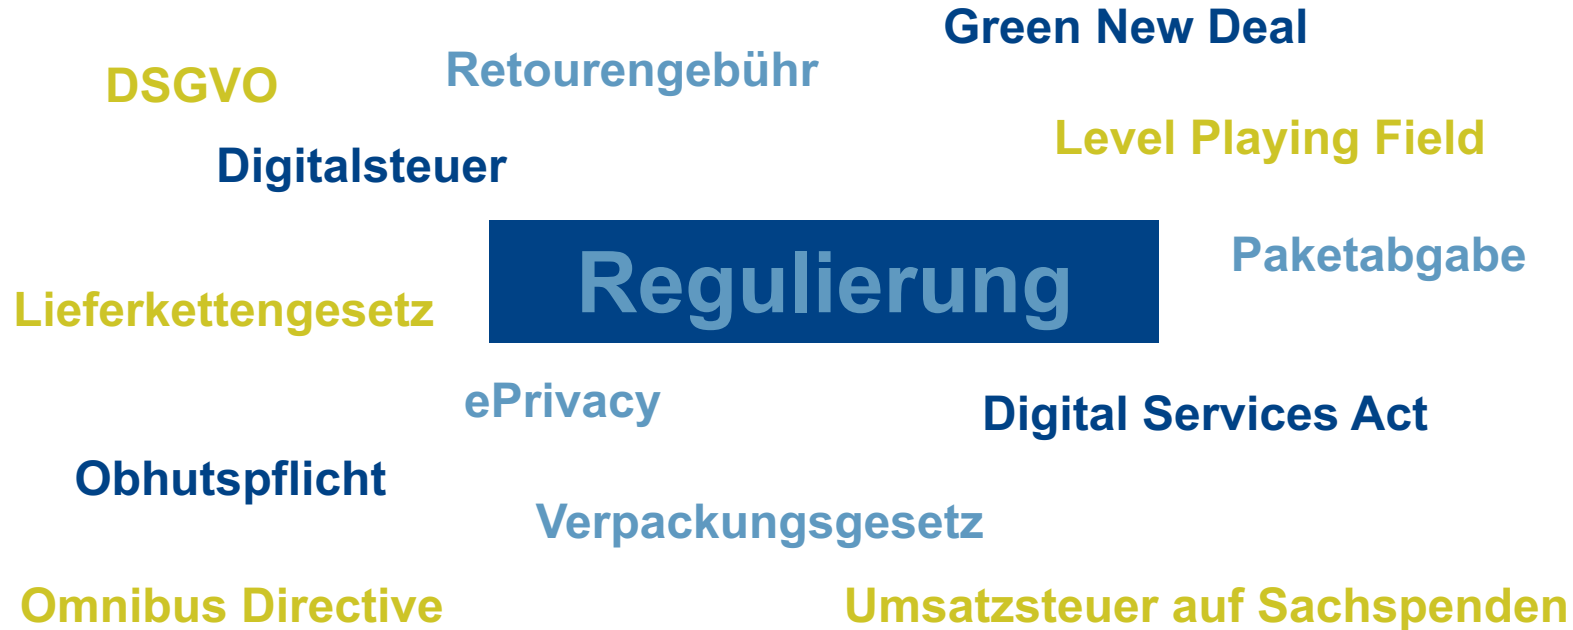 Green New Deal
Retourengebühr
DSGVO
Level Playing Field
Digitalsteuer
Paketabgabe
Regulierung
Lieferkettengesetz
ePrivacy
Digital Services Act
Obhutspflicht
Verpackungsgesetz
Omnibus Directive
Umsatzsteuer auf Sachspenden